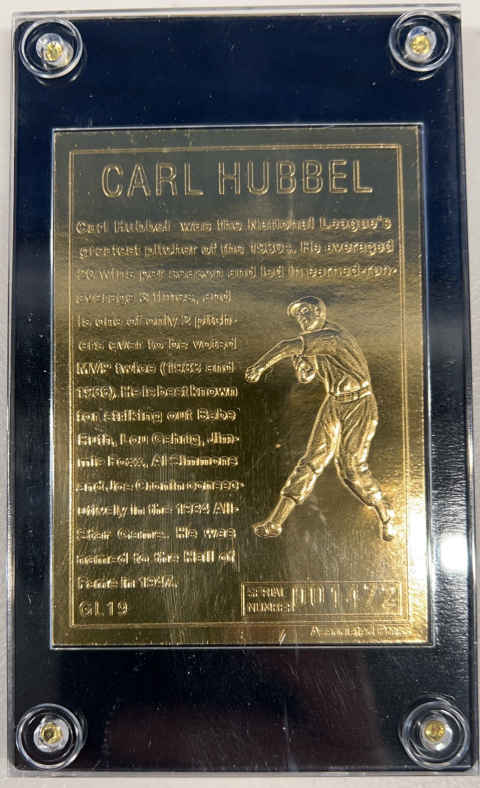 CARL HUBBEL
Carl Hubbel was the National League's
greatest pitcher of the 1930s. He averaged
20 wins per season and led in earned-run-
average 3 times, and
is one of only 2 pitch-
ers ever to be voted
MVP twice (1933 and
1936). He is best known
for striking out Babe
Ruth, Lou Gehrig, Jim-
mie Foxx, Al Simmons
and Joe Cronin consec-
utively in the 1934 All-
Star Game. He was
named to the Hall of
Fame in 1947.
GL19
SERIAL
NUMBER
Associated Press